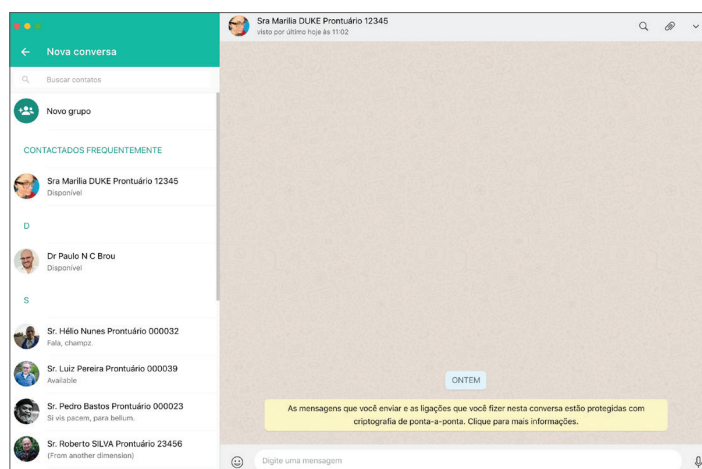 Nova conversa
Buscar contatos
Novo grupo
CONTACTADOS FREQUENTEMENTE
Sra Marilia DUKE Prontuário 12345
Disponível
D
Dr Paulo N C Brou
Disponível
S
Sr. Hélio Nunes Prontuário 000032
Fala, champz.
Sr. Luiz Pereira Prontuário 000039
Available
Sr. Pedro Bastos Prontuário 000023
Si vis pacem, para bellum.
Sr. Roberto SILVA Prontuário 23456
(From another dimension)
Sra Marilia DUKE Prontuário 12345
visto por último hoje às 11:02
ONTEM
As mensagens que você enviar e as ligações que você fizer nesta conversa estão protegidas com
criptografia de ponta-a-ponta. Clique para mais informações.
Digite uma mensagem